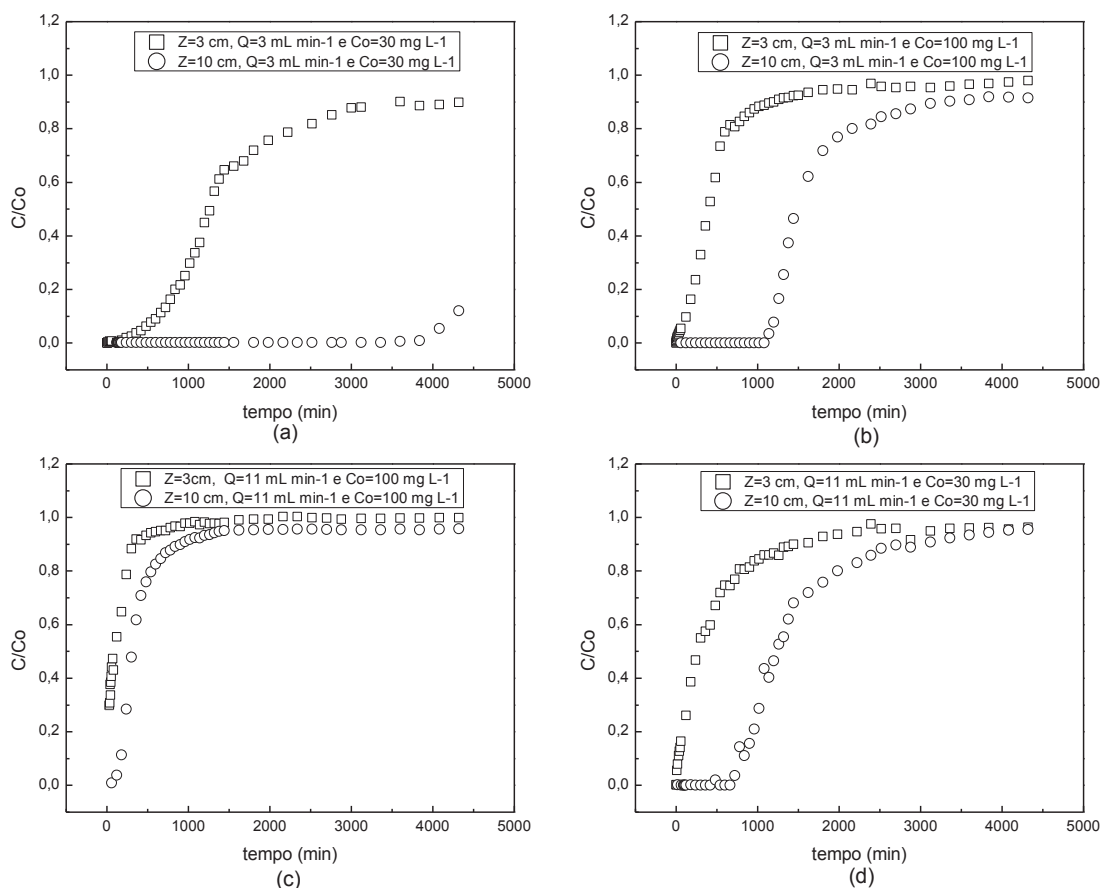 1,2
1,0
0,8
0,6
0,4
0,2
0,0
C/Co
Z=3 cm, Q=3 mL min-1 e Co=30 mg L-1
Z=10 cm, Q=3 mL min-1 e Co=30 mg L-1
0 1000 2000 3000 4000 5000
tempo (min)
(a)
1,2
1,0
0,8
0,6
0,4
0,2
0,0
C/Co
Z=3 cm, Q=3 mL min-1 e Co=100 mg L-1
Z=10 cm, Q=3 mL min-1 e Co=100 mg L-1
0 1000 2000 3000 4000 5000
tempo (min)
(b)
1,2
1,0
0,8
0,6
0,4
0,2
0,0
C/Co
Z=3cm, Q=11 mL min-1 e Co=100 mg L-1
Z=10 cm, Q=11 mL min-1 e Co=100 mg L-1
0 1000 2000 3000 4000 5000
tempo (min)
(c)
1,2
1,0
0,8
0,6
0,4
0,2
0,0
C/Co
Z=3 cm, Q=11 mL min-1 e Co=30 mg L-1
Z=10 cm, Q=11 mL min-1 e Co=30 mg L-1
0 1000 2000 3000 4000 5000
tempo (min)
(d)